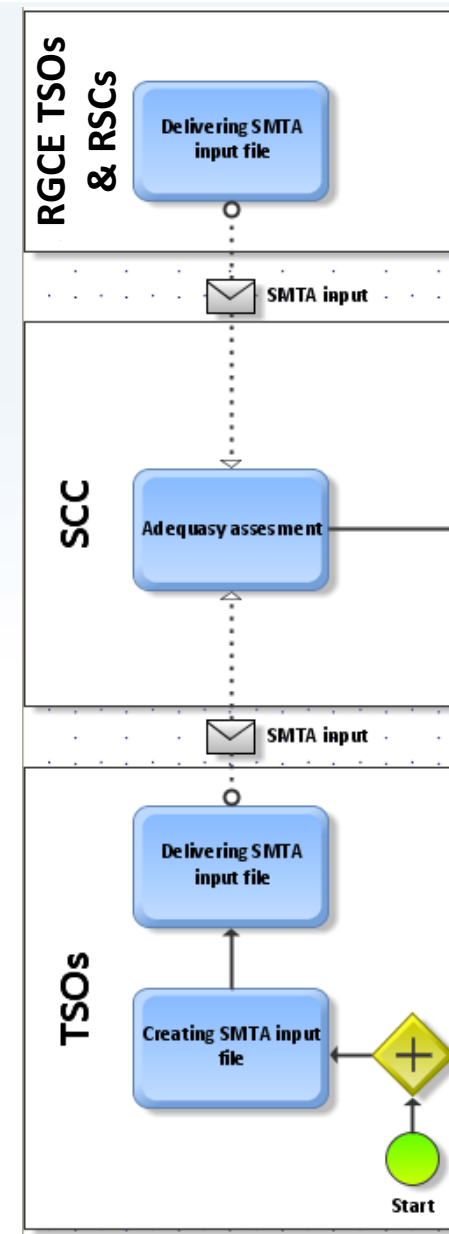 RGCE TSOs
& RSCs
Delivering SMTA
input file
SMTA input
SCC
Adequasy assesment
SMTA input
TSOs
Delivering SMTA
input file
Creating SMTA input
file
Start